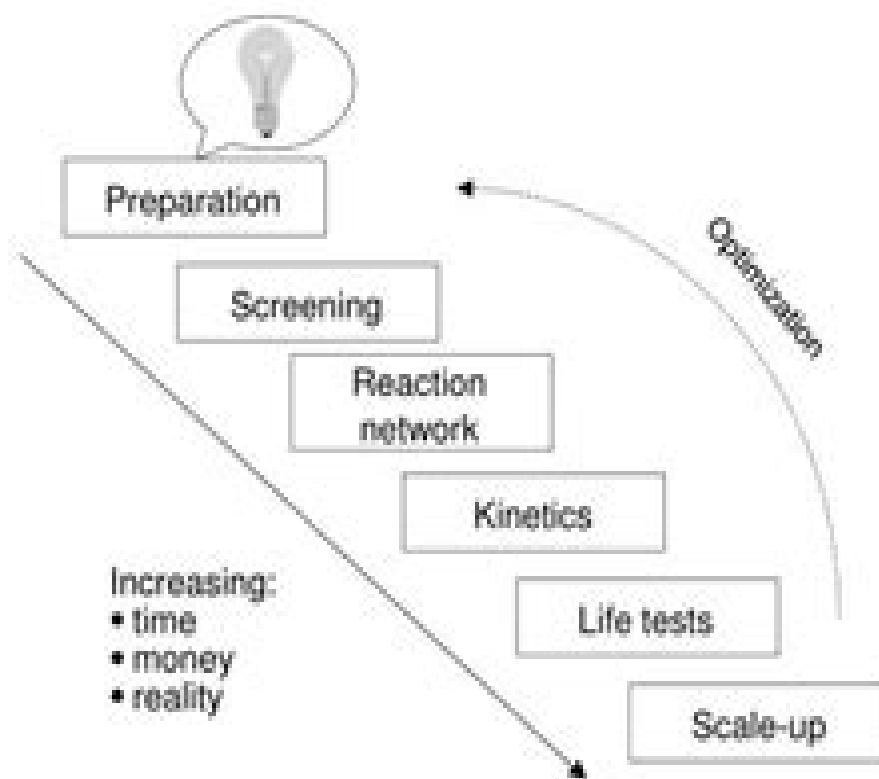 Preparation
Screening
Reaction
network
Kinetics
Life tests
Scale-up
Optimization
Increasing:
• time
• money
• reality